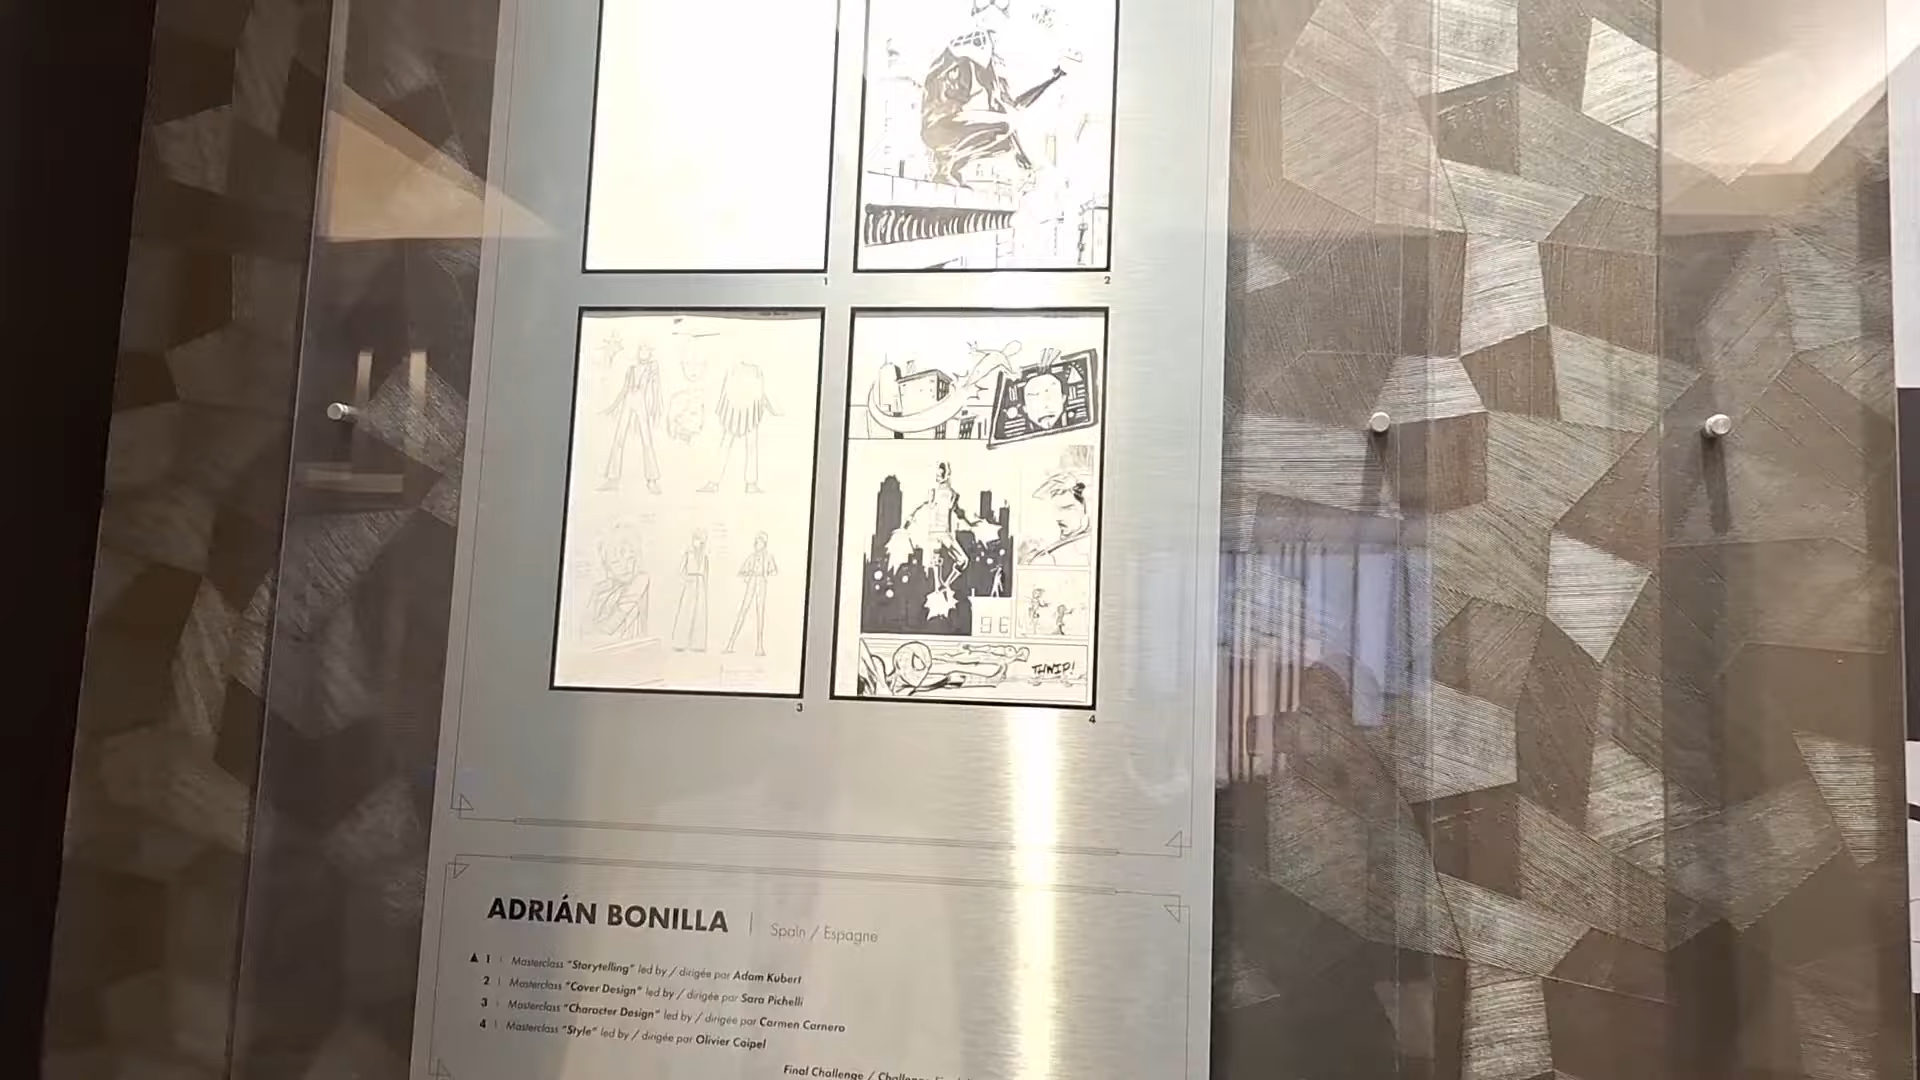 1
2
THWIP!
3
4
ADRIÁN BONILLA | Spain / Espagne
▲ 1 | Masterclass "Storytelling" led by / dirigée par Adam Kubert
2 | Masterclass "Cover Design" led by / dirigée par Sara Pichelli
3 | Masterclass "Character Design" led by / dirigée par Carmen Carnero
4 | Masterclass "Style" led by / dirigée par Olivier Coipel
Final Challenge /